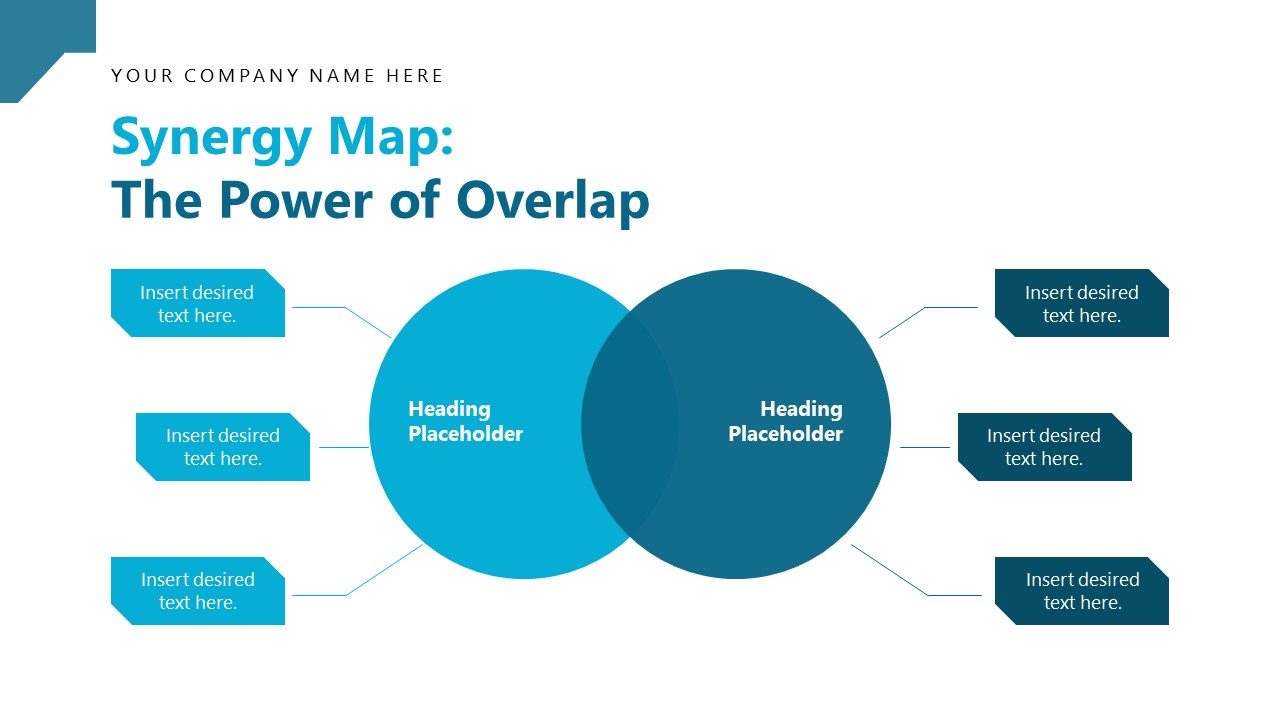 YOUR COMPANY NAME HERE
Synergy Map:
The Power of Overlap
Insert desired
text here.
Insert desired
text here.
Insert desired
text here.
Heading
Placeholder
Heading
Placeholder
Insert desired
text here.
Insert desired
text here.
Insert desired
text here.